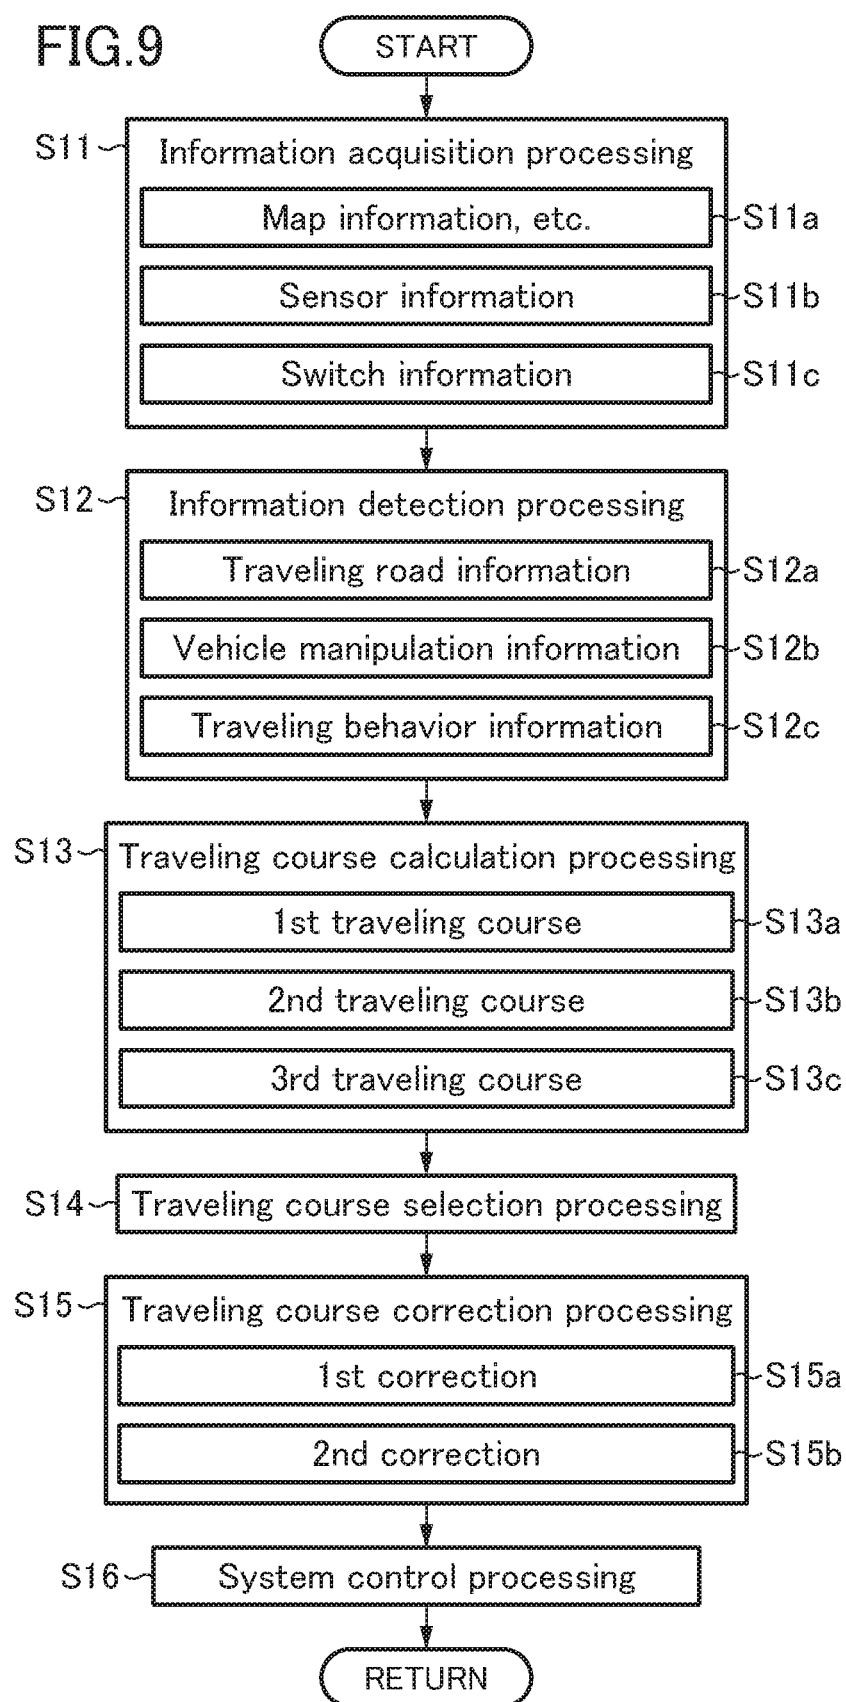 FIG.9
START
S11
Information acquisition processing
Map information, etc.
S11a
Sensor information
S11b
Switch information
S11c
S12
Information detection processing
Traveling road information
S12a
Vehicle manipulation information
S12b
Traveling behavior information
S12c
S13
Traveling course calculation processing
1st traveling course
S13a
2nd traveling course
S13b
3rd traveling course
S13c
S14
Traveling course selection processing
S15
Traveling course correction processing
1st correction
S15a
2nd correction
S15b
S16
System control processing
RETURN